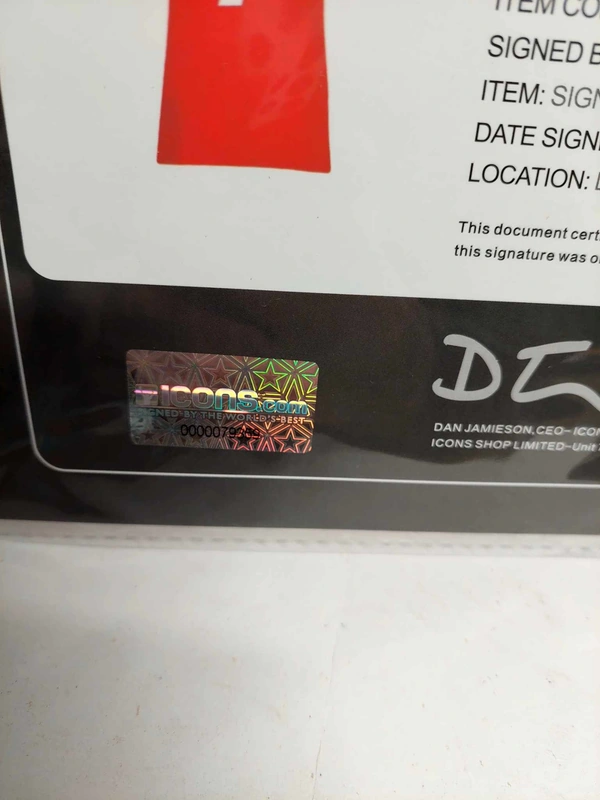 ITEM CO
SIGNED B
ITEM: SIGN
DATE SIGN
LOCATION:
This document cert
this signature was o
ICONS.com
SIGNED BY THE WORLD'S BEST
DAN JAMIESON.CEO~ICON
ICONS SHOP LIMITED~Unit